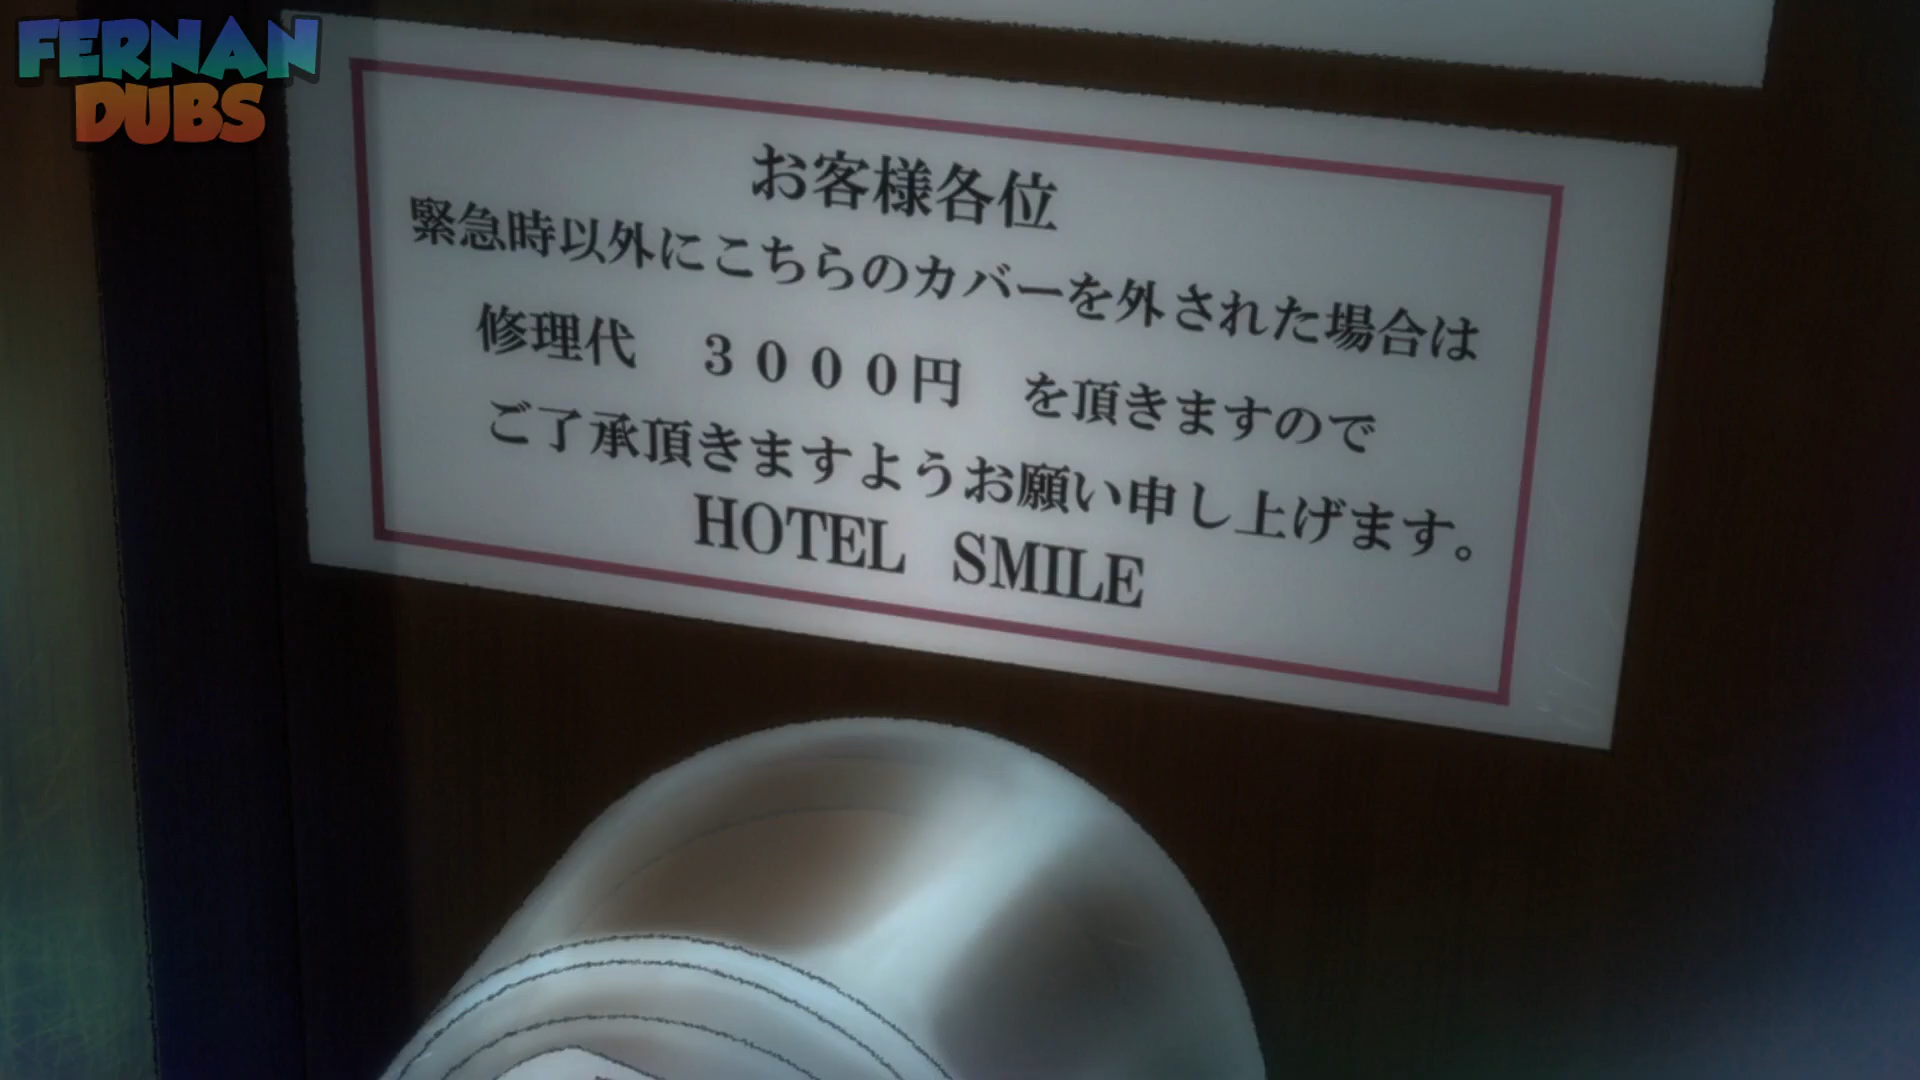 FERNAN
DUBS
お客様各位
緊急時以外にこちらのカバーを外された場合は
修理代　３０００円　を頂きますので
ご了承頂きますようお願い申し上げます。
HOTEL SMILE